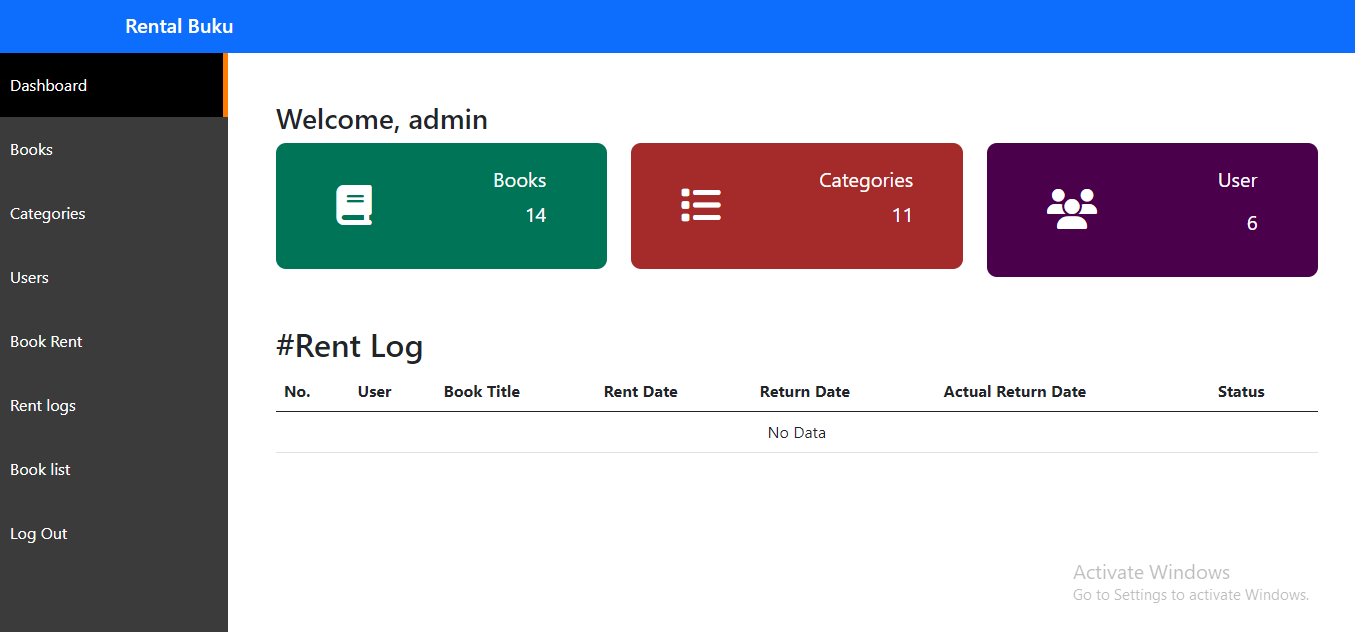 Rental Buku
Dashboard
Books
Categories
Users
Book Rent
Rent logs
Book list
Log Out
Welcome, admin
Books
14
Categories
11
User
6
#Rent Log
No. User Book Title Rent Date Return Date Actual Return Date Status
No Data
Activate Windows
Go to Settings to activate Windows.